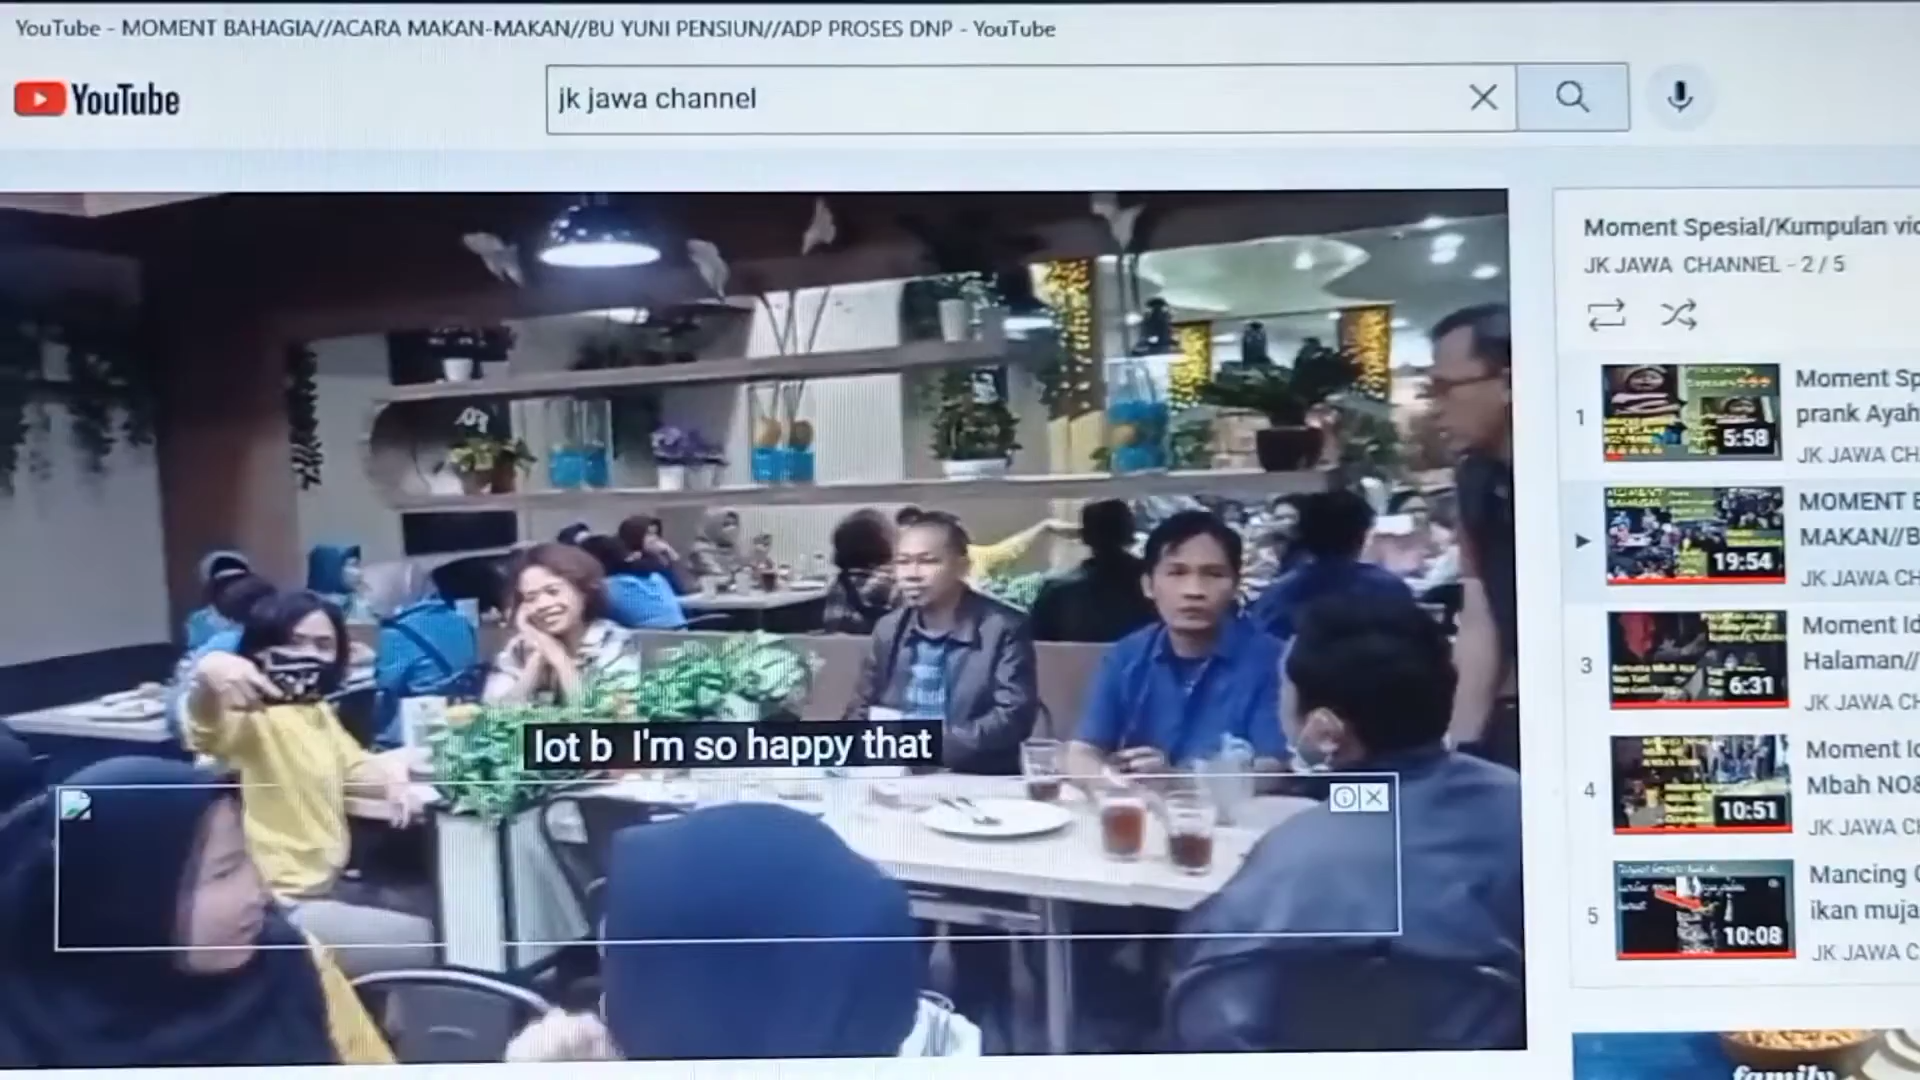 YouTube - MOMENT BAHAGIA//ACARA MAKAN-MAKAN//BU YUNI PENSIUN//ADP PROSES DNP - YouTube
YouTube
jk jawa channel
lot b I'm so happy that
Moment Spesial/Kumpulan vid
JK JAWA CHANNEL - 2 / 5
1
5:58
Moment Sp
prank Ayah
JK JAWA CH
19:54
MOMENT B
MAKAN//B
JK JAWA CH
3
6:31
Moment Id
Halaman//
JK JAWA CH
4
10:51
Moment Id
Mbah NO&
JK JAWA CH
5
10:08
Mancing
ikan muja
JK JAWA C
family